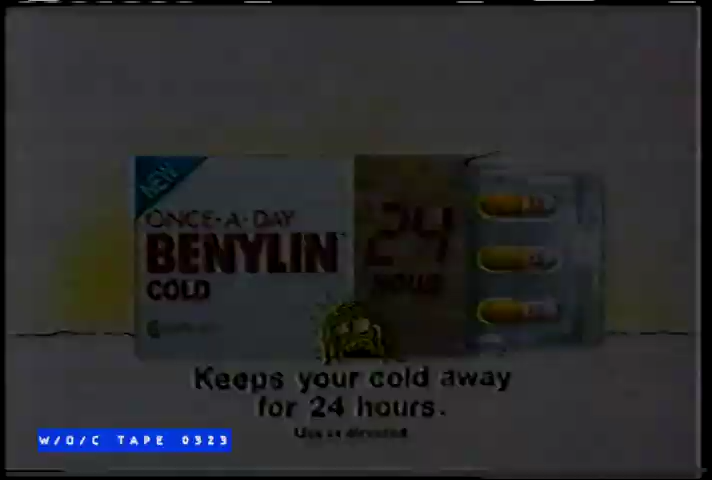 NEW
ONCE-A-DAY
BENYLIN
24
HOUR
COLD
6
Keeps your cold away
for 24 hours.
Use as directed.
W/O/C TAPE 0323